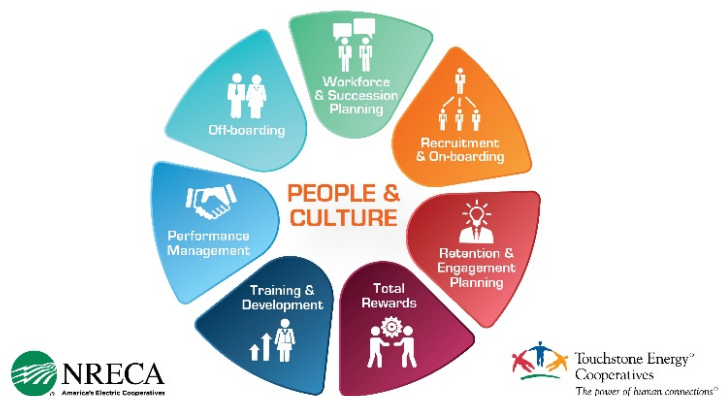 Workforce
& Succession
Planning
Off-boarding
Recruitment
& On-boarding
PEOPLE &
CULTURE
Performance
Management
Retention &
Engagement
Planning
Training &
Development
Total
Rewards
NRECA
America's Electric Cooperatives
Touchstone Energy®
Cooperatives
The power of human connections®